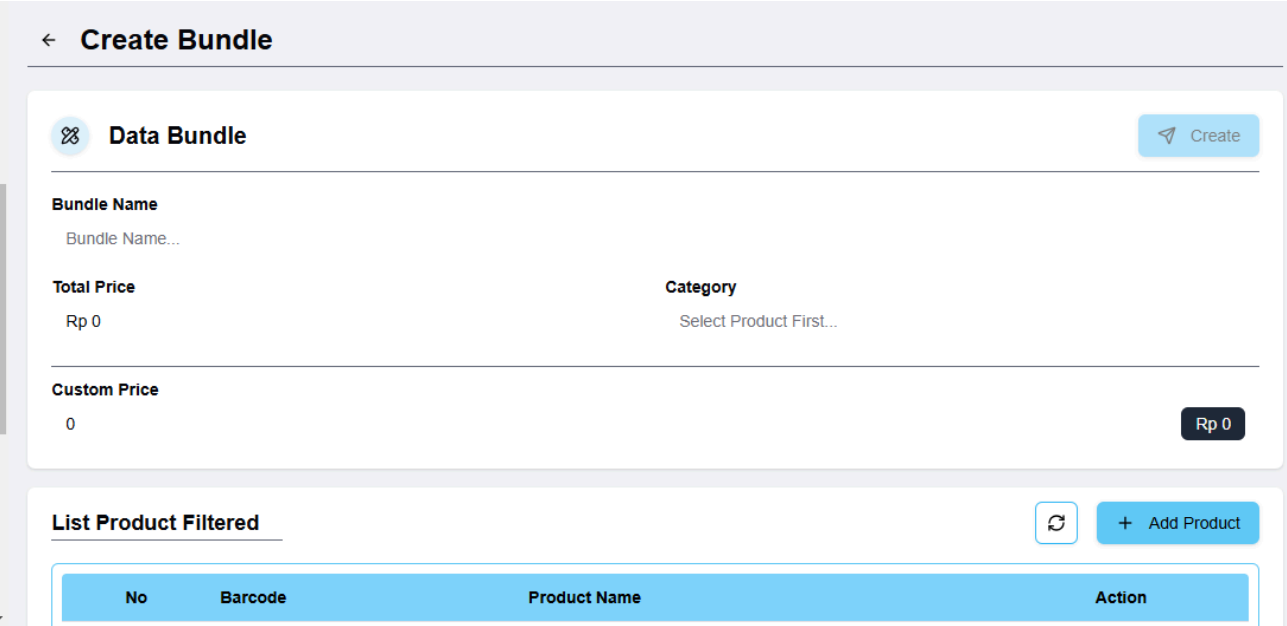 Create Bundle
Data Bundle
Create
Bundle Name
Bundle Name...
Total Price
Category
Rp 0
Select Product First...
Custom Price
0
Rp 0
List Product Filtered
Add Product
No Barcode Product Name Action